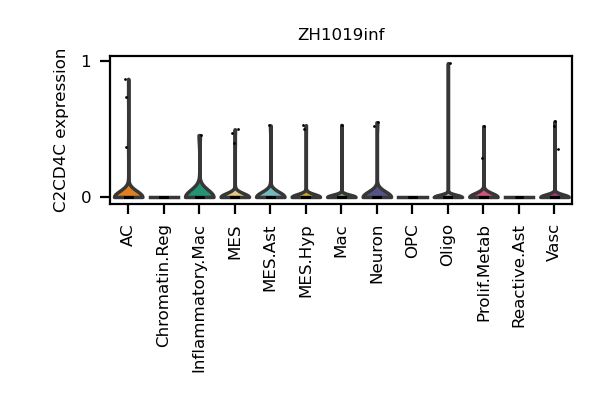 ZH1019inf
C2CD4C expression
1
0
AC
Chromatin.Reg
Inflammatory.Mac
MES
MES.Ast
MES.Hyp
Mac
Neuron
OPC
Oligo
Prolif.Metab
Reactive.Ast
Vasc